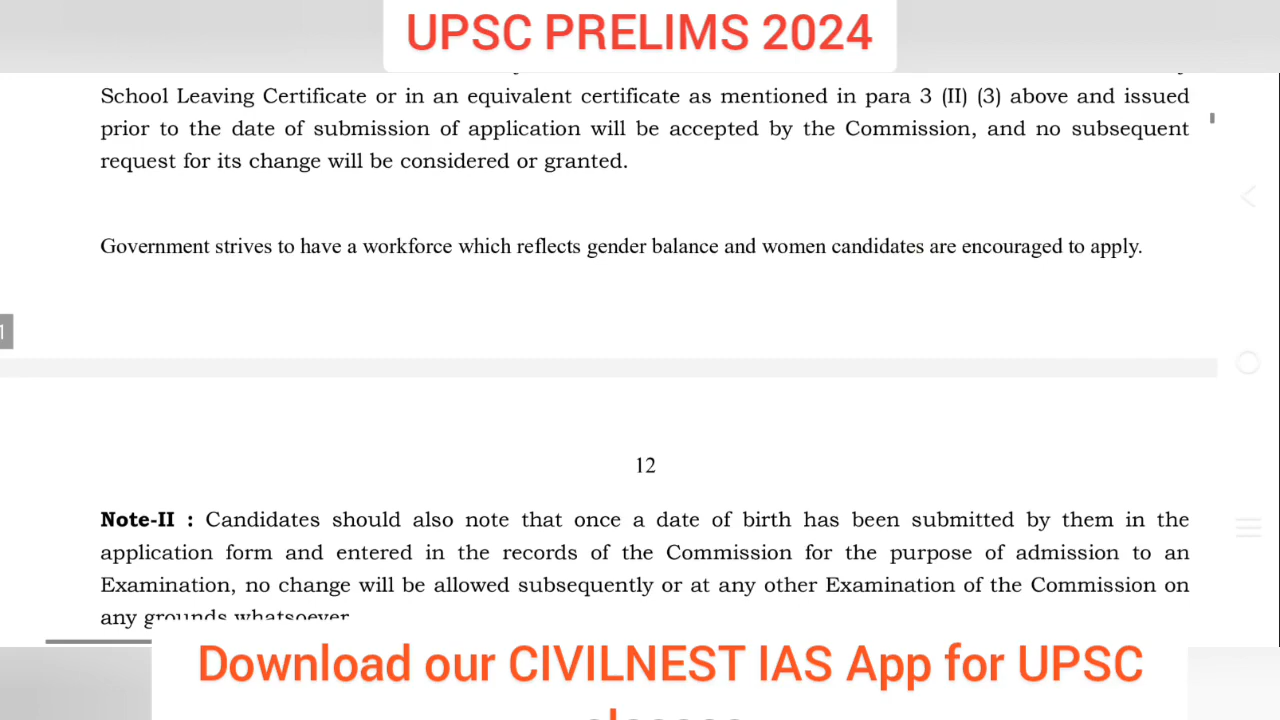 UPSC PRELIMS 2024
School Leaving Certificate or in an equivalent certificate as mentioned in para 3 (II) (3) above and issued
prior to the date of submission of application will be accepted by the Commission, and no subsequent
request for its change will be considered or granted.
Government strives to have a workforce which reflects gender balance and women candidates are encouraged to apply.
1
12
Note-II : Candidates should also note that once a date of birth has been submitted by them in the
application form and entered in the records of the Commission for the purpose of admission to an
Examination, no change will be allowed subsequently or at any other Examination of the Commission on
any grounds whatsoever
Download our CIVILNEST IAS App for UPSC
classes